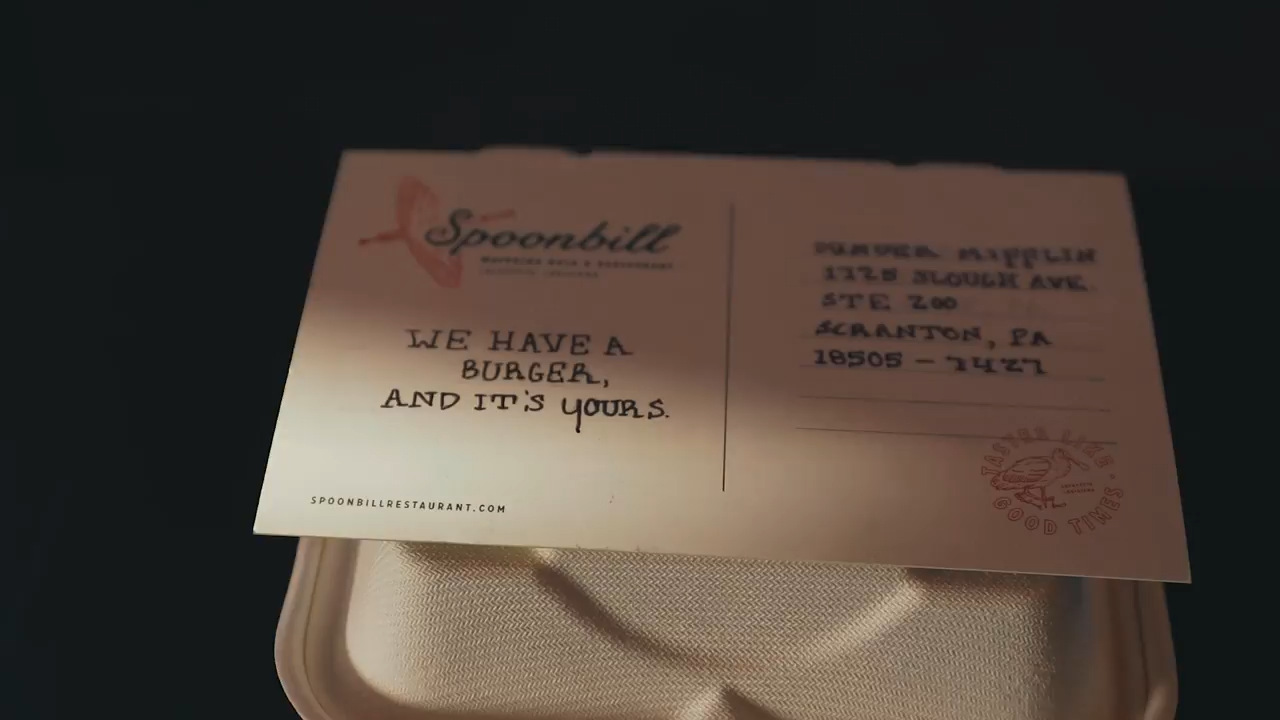 Spoonbill
WE HAVE A
BURGER,
AND IT'S YOURS.
SPOONBILLRESTAURANT.COM
DUNDER MIFFLIN
1725 SLOUGH AVE.
STE 200
SCRANTON, PA
18505 - 7427
TASTES LIKE
GOOD TIMES